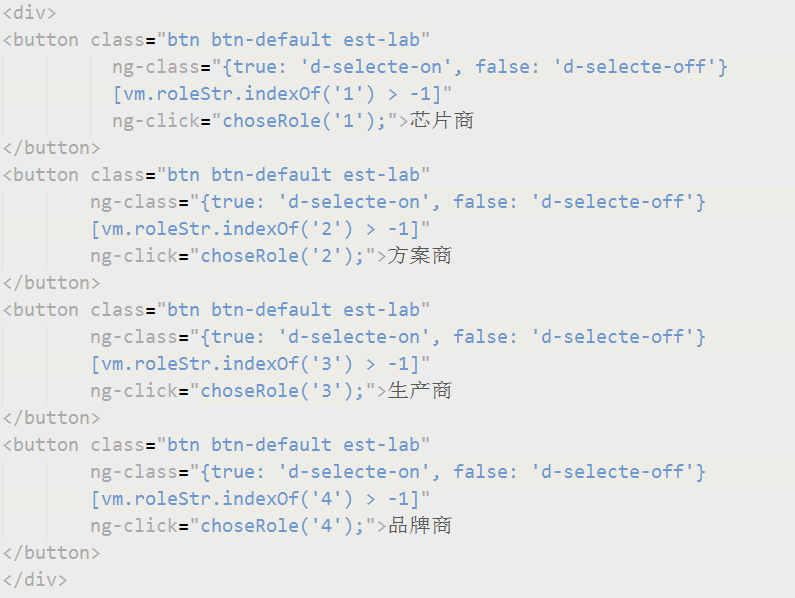 <div>
<button class="btn btn-default est-lab"
ng-class="{true: 'd-selecte-on', false: 'd-selecte-off'}
[vm.roleStr.indexOf('1') > -1]"
ng-click="choseRole('1');">芯片商
</button>
<button class="btn btn-default est-lab"
ng-class="{true: 'd-selecte-on', false: 'd-selecte-off'}
[vm.roleStr.indexOf('2') > -1]"
ng-click="choseRole('2');">方案商
</button>
<button class="btn btn-default est-lab"
ng-class="{true: 'd-selecte-on', false: 'd-selecte-off'}
[vm.roleStr.indexOf('3') > -1]"
ng-click="choseRole('3');">生产商
</button>
<button class="btn btn-default est-lab"
ng-class="{true: 'd-selecte-on', false: 'd-selecte-off'}
[vm.roleStr.indexOf('4') > -1]"
ng-click="choseRole('4');">品牌商
</button>
</div>